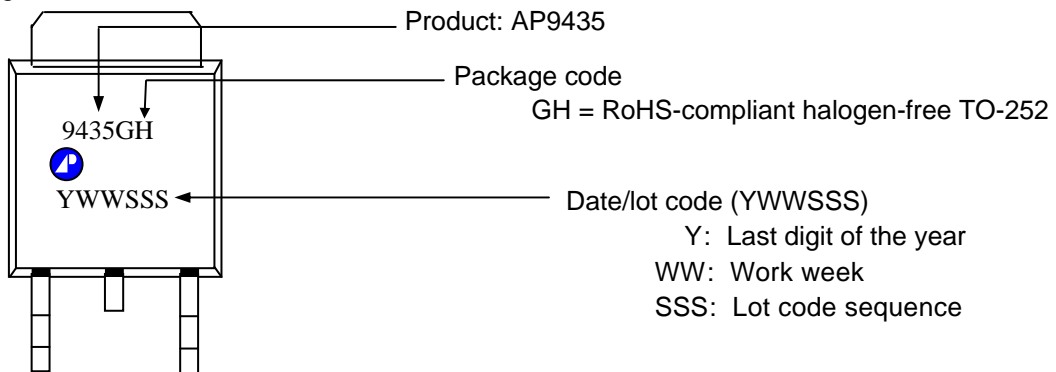 Product: AP9435
Package code
GH = RoHS-compliant halogen-free TO-252
9435GH
AP
YWWSSS
Date/lot code (YWWSSS)
Y: Last digit of the year
WW: Work week
SSS: Lot code sequence